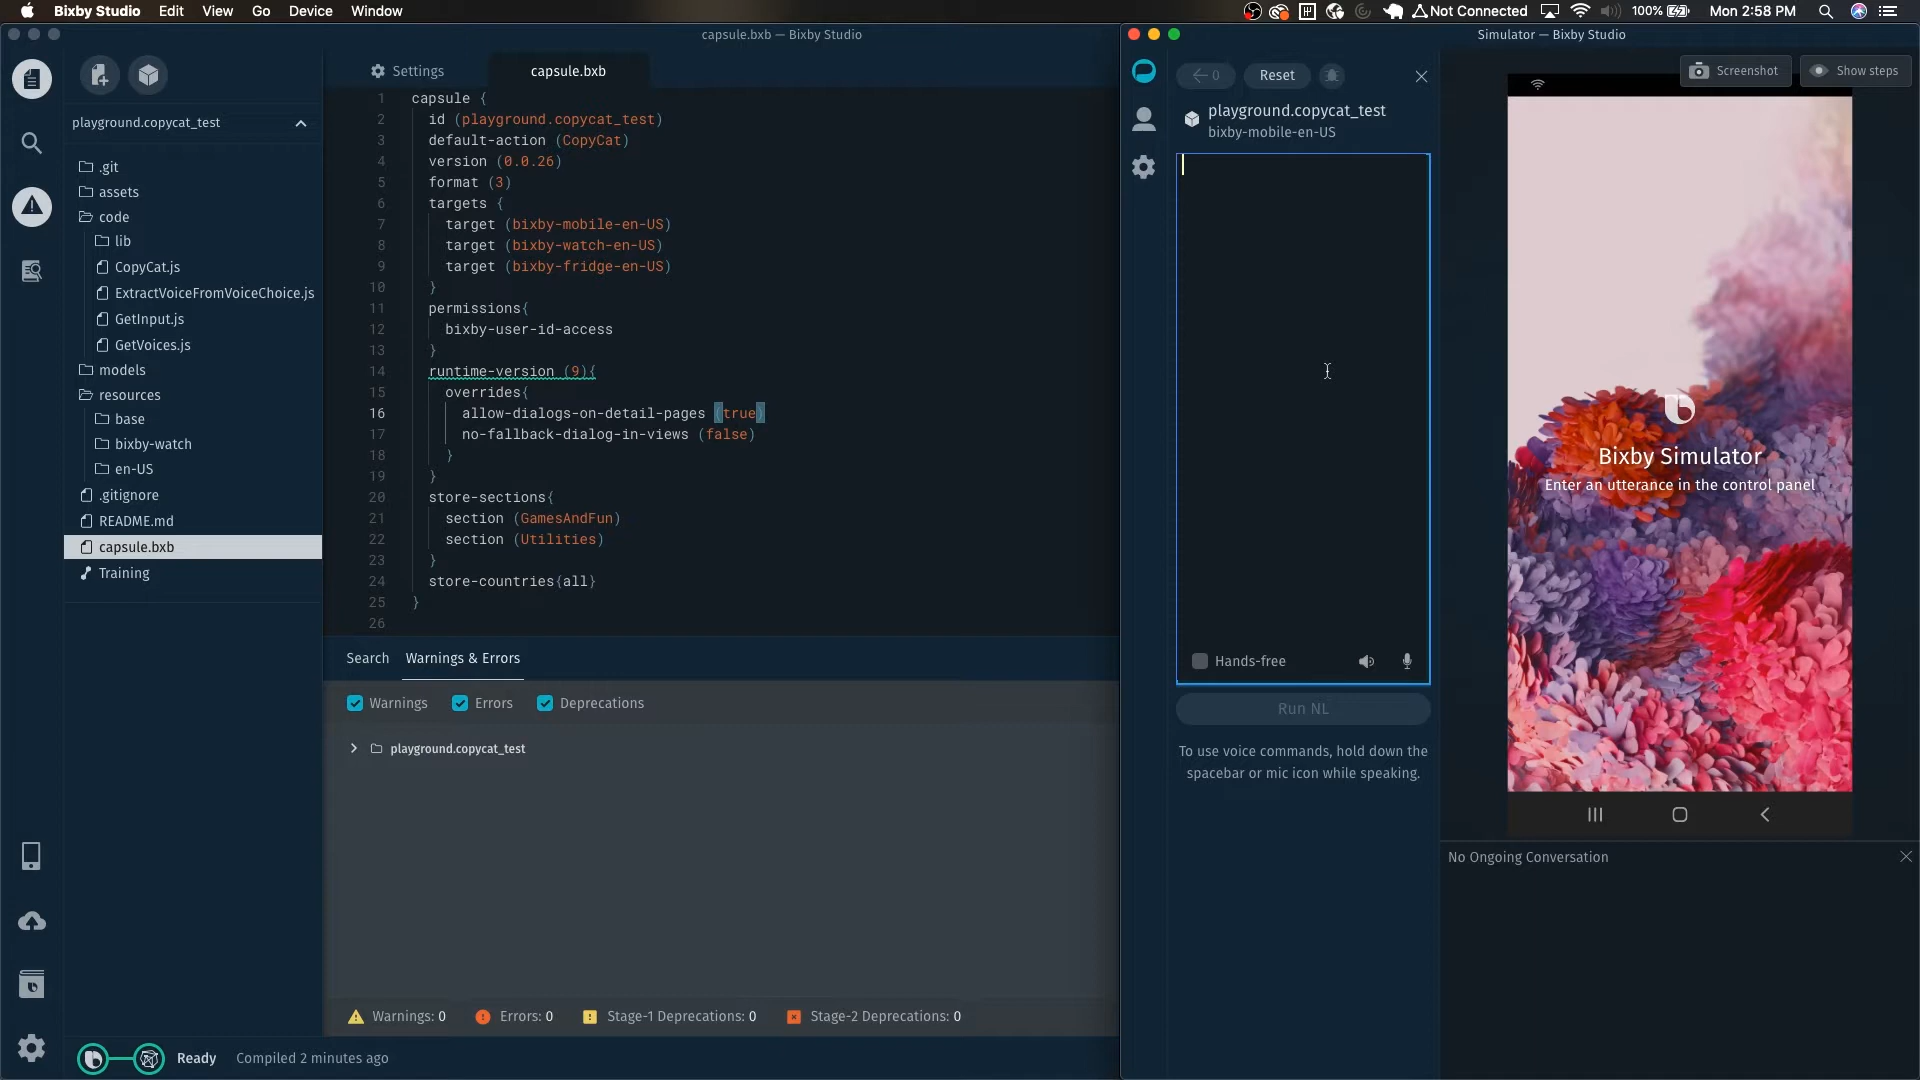 Bixby Studio Edit View Go Device Window
Not Connected 100% Mon 2:58 PM
capsule.bxb — Bixby Studio
Settings capsule.bxb
playground.copycat_test
.git
assets
code
lib
CopyCat.js
ExtractVoiceFromVoiceChoice.js
GetInput.js
GetVoices.js
models
resources
base
bixby-watch
en-US
.gitignore
README.md
capsule.bxb
Training
1 capsule {
2 id (playground.copycat_test)
3 default-action (CopyCat)
4 version (0.0.26)
5 format (3)
6 targets {
7 target (bixby-mobile-en-US)
8 target (bixby-watch-en-US)
9 target (bixby-fridge-en-US)
10 }
11 permissions{
12 bixby-user-id-access
13 }
14 runtime-version (9){
15 overrides{
16 allow-dialogs-on-detail-pages (true)
17 no-fallback-dialog-in-views (false)
18 }
19 }
20 store-sections{
21 section (GamesAndFun)
22 section (Utilities)
23 }
24 store-countries{all}
25 }
26
Search Warnings & Errors
Warnings Errors Deprecations
playground.copycat_test
Warnings: 0 Errors: 0 Stage-1 Deprecations: 0 Stage-2 Deprecations: 0
Ready Compiled 2 minutes ago
Simulator — Bixby Studio
0 Reset
Screenshot Show steps
playground.copycat_test
bixby-mobile-en-US
Hands-free
Run NL
To use voice commands, hold down the
spacebar or mic icon while speaking.
Bixby Simulator
Enter an utterance in the control panel
No Ongoing Conversation